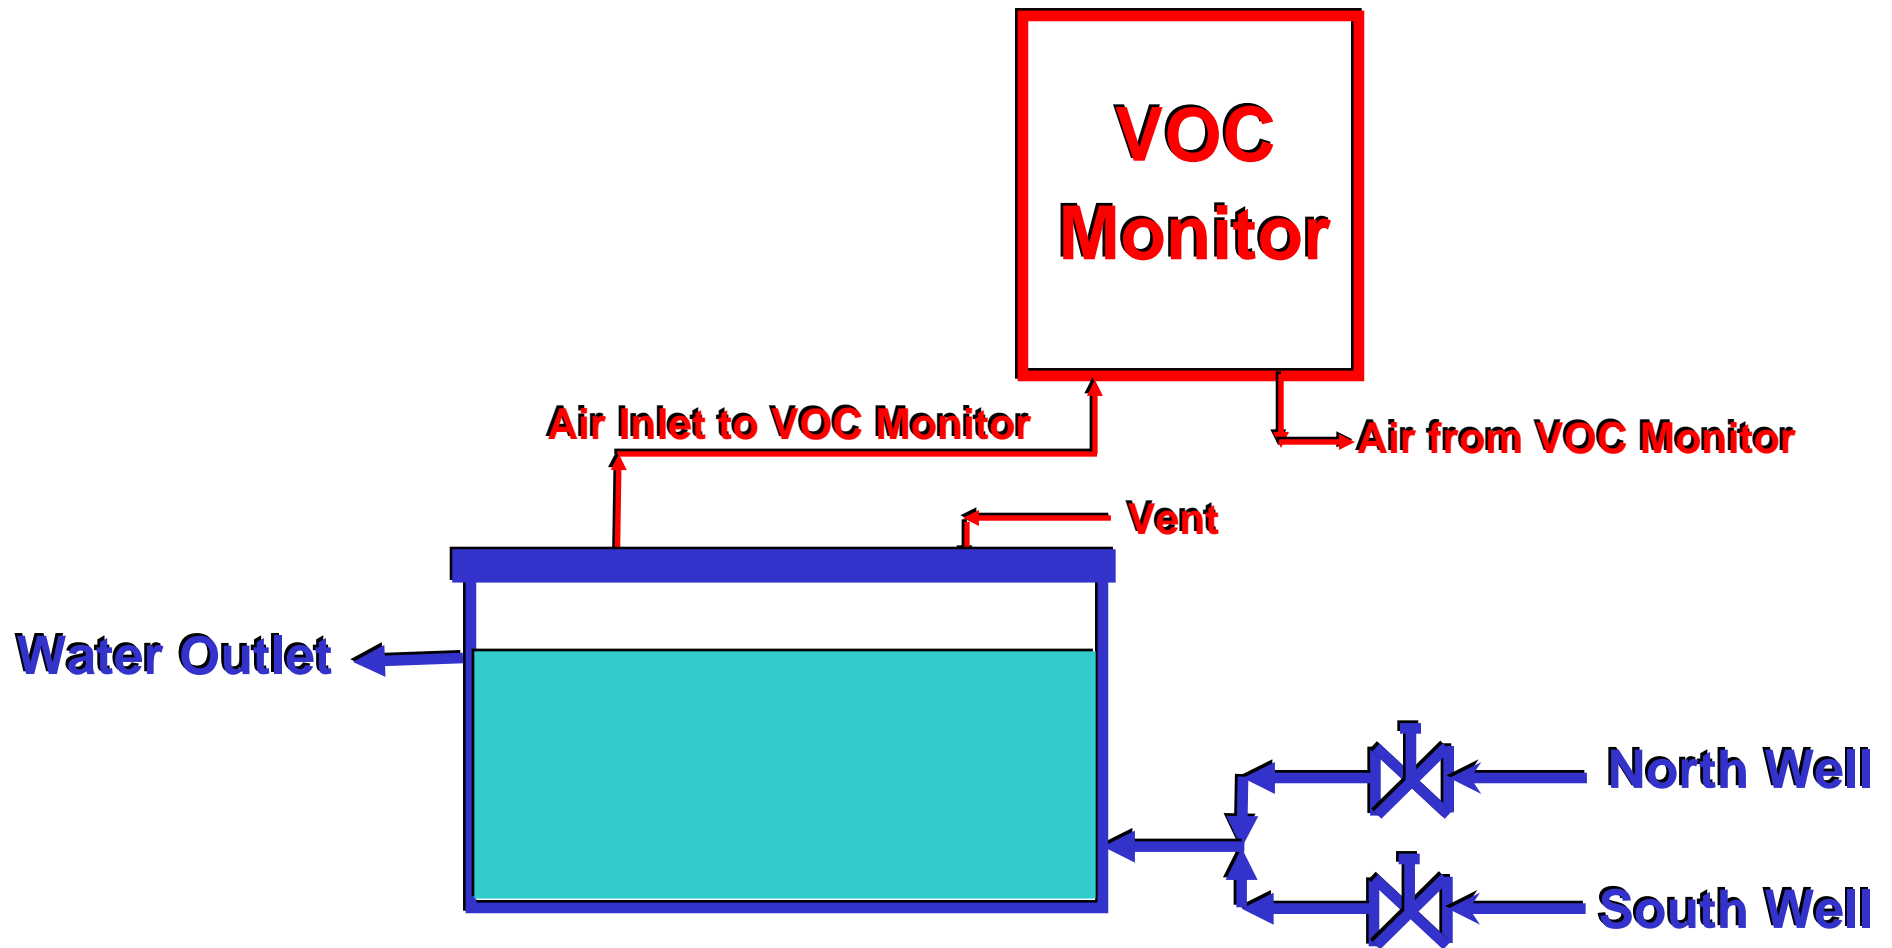 VOC
Monitor
Air Inlet to VOC Monitor
Air from VOC Monitor
Vent
Water Outlet
North Well
South Well